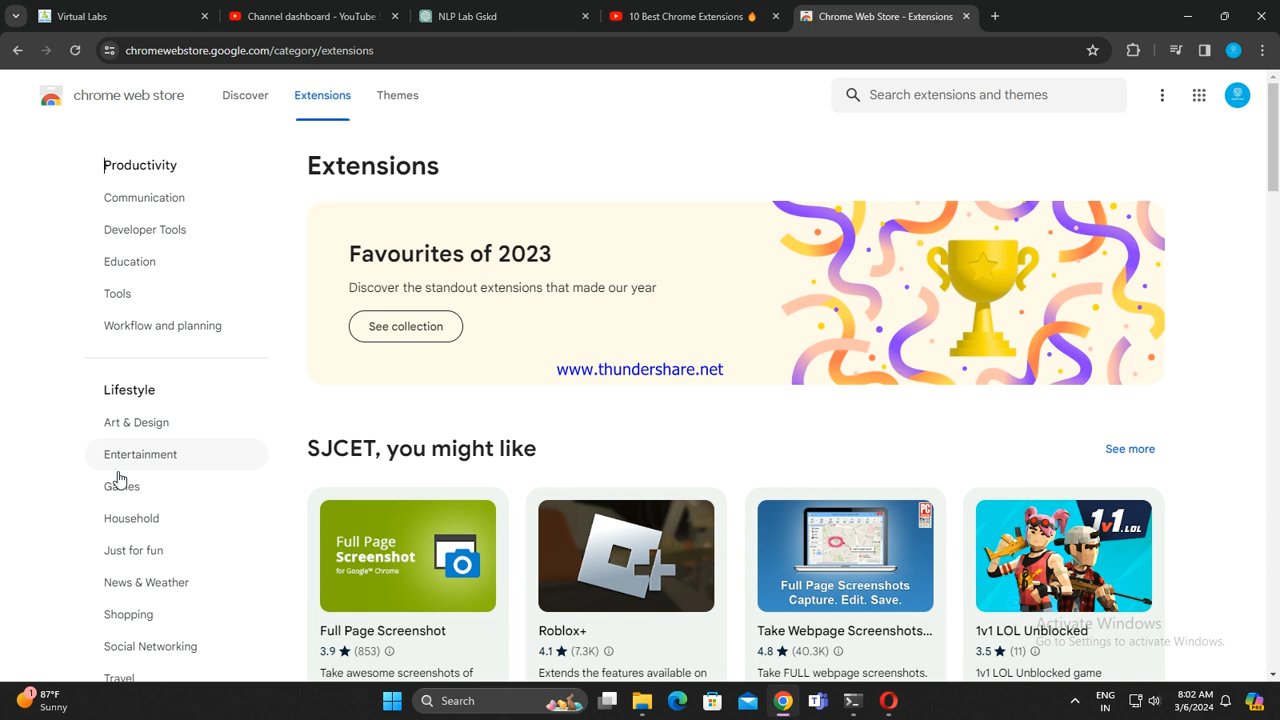 Virtual Labs
Channel dashboard - YouTube
NLP Lab Gskd
10 Best Chrome Extensions
Chrome Web Store - Extensions
chromewebstore.google.com/category/extensions
chrome web store
Discover
Extensions
Themes
Search extensions and themes
Productivity
Communication
Developer Tools
Education
Tools
Workflow and planning
Lifestyle
Art & Design
Entertainment
Games
Household
Just for fun
News & Weather
Shopping
Social Networking
Travel
Extensions
Favourites of 2023
Discover the standout extensions that made our year
See collection
www.thundershare.net
SJCET, you might like
See more
Full Page
Screenshot
for Google™ Chrome
Full Page Screenshot
3.9 ★ (853)
Take awesome screenshots of
Roblox+
4.1 ★ (7.3K)
Extends the features available on
PC
Full Page Screenshots
Capture. Edit. Save.
Take Webpage Screenshots...
4.8 ★ (40.3K)
Take FULL webpage screenshots.
1v1.LOL
1v1 LOL Unblocked
3.5 ★ (11)
1v1 LOL Unblocked game
Activate Windows
Go to Settings to activate Windows.
1
87°F
Sunny
Search
ENG
IN
8:02 AM
3/6/2024